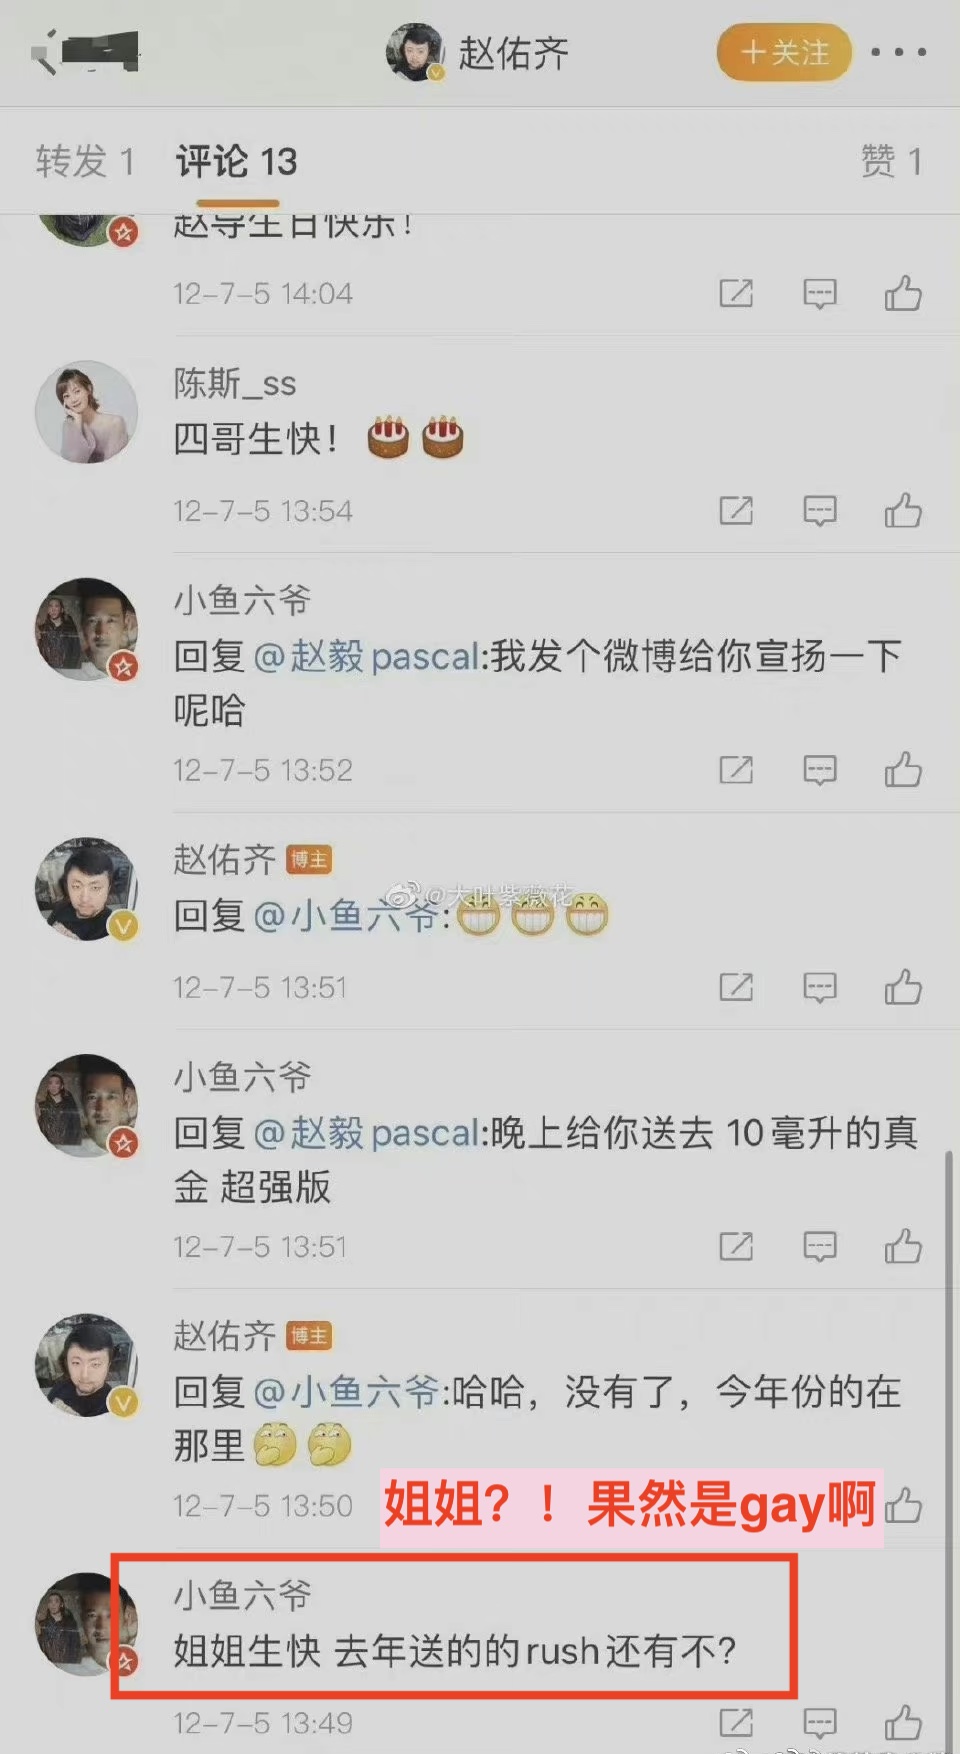 赵佑齐
+关注
转发 1
评论 13
赞 1
赵导生日快乐!
12-7-5 14:04
陈斯_ss
四哥生快!
12-7-5 13:54
小鱼六爷
回复@赵毅pascal:我发个微博给你宣扬一下
呢哈
12-7-5 13:52
赵佑齐 博主
@大叶紫薇花
回复@小鱼六爷:
12-7-5 13:51
小鱼六爷
回复@赵毅pascal:晚上给你送去 10毫升的真
金 超强版
12-7-5 13:51
赵佑齐 博主
回复@小鱼六爷:哈哈，没有了，今年份的在
那里
12-7-5 13:50
姐姐？！果然是gay啊
小鱼六爷
姐姐生快 去年送的的rush还有不?
12-7-5 13:49